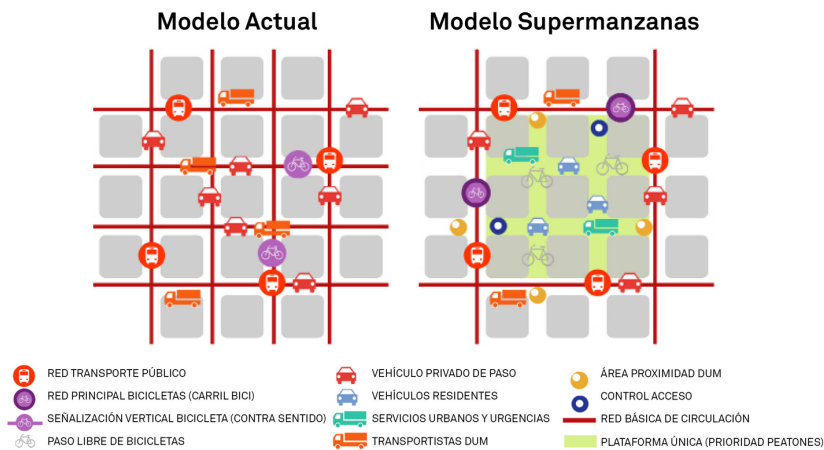 Modelo Actual
Modelo Supermanzanas
RED TRANSPORTE PÚBLICO
RED PRINCIPAL BICICLETAS (CARRIL BICI)
SEÑALIZACIÓN VERTICAL BICICLETA (CONTRA SENTIDO)
PASO LIBRE DE BICICLETAS
VEHÍCULO PRIVADO DE PASO
VEHÍCULOS RESIDENTES
SERVICIOS URBANOS Y URGENCIAS
TRANSPORTISTAS DUM
ÁREA PROXIMIDAD DUM
CONTROL ACCESO
RED BÁSICA DE CIRCULACIÓN
PLATAFORMA ÚNICA (PRIORIDAD PEATONES)